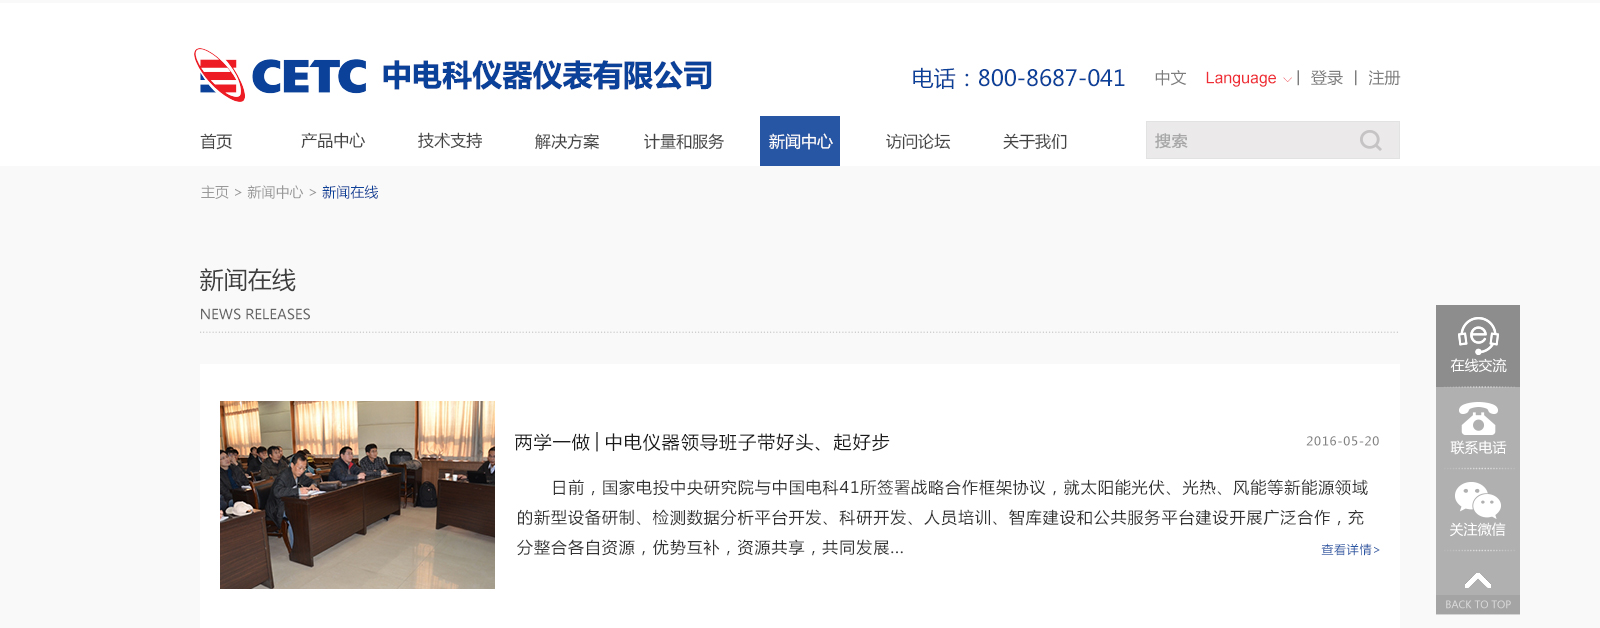 CETC 中电科仪器仪表有限公司
电话：800-8687-041 中文 Language | 登录 | 注册
首页 产品中心 技术支持 解决方案 计量和服务 新闻中心 访问论坛 关于我们 搜索
主页 > 新闻中心 > 新闻在线
新闻在线
NEWS RELEASES
两学一做 | 中电仪器领导班子带好头、起好步 2016-05-20
日前，国家电投中央研究院与中国电科41所签署战略合作框架协议，就太阳能光伏、光热、风能等新能源领域
的新型设备研制、检测数据分析平台开发、科研开发、人员培训、智库建设和公共服务平台建设开展广泛合作，充
分整合各自资源，优势互补，资源共享，共同发展...
查看详情>
在线交流
联系电话
关注微信
BACK TO TOP